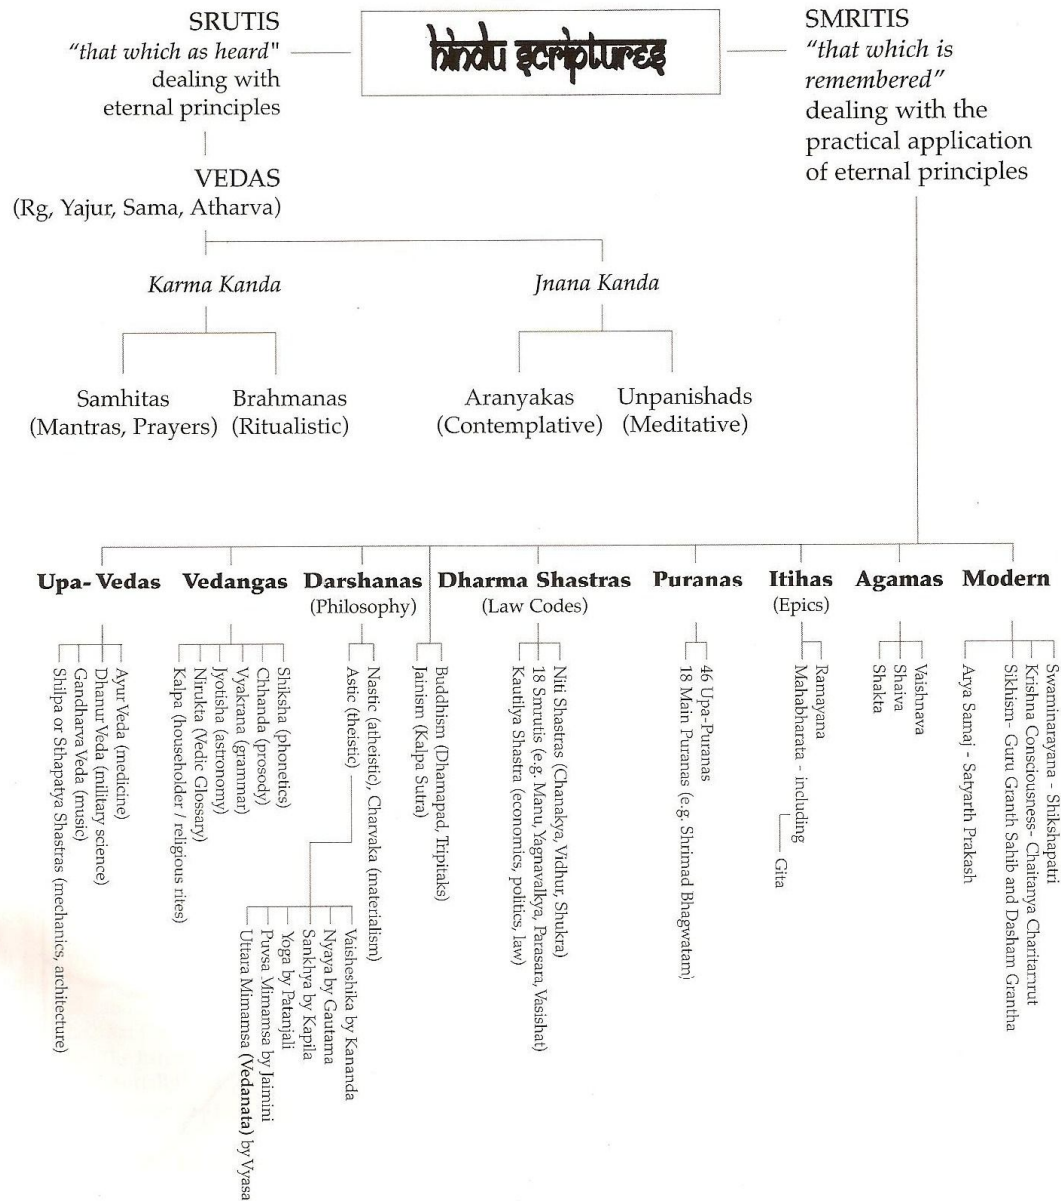 SRUTIS
"that which as heard"
dealing with
eternal principles
hindu scriptures
SMRITIS
"that which is
remembered"
dealing with the
practical application
of eternal principles
VEDAS
(Rg, Yajur, Sama, Atharva)
Karma Kanda
Jnana Kanda
Samhitas
(Mantras, Prayers)
Brahmanas
(Ritualistic)
Aranyakas
(Contemplative)
Unpanishads
(Meditative)
Upa- Vedas
Ayur Veda (medicine)
Dhanur Veda (military science)
Gandharva Veda (music)
Shilpa or Sthapatya Shastras (mechanics, architecture)
Vedangas
Shiksha (phonetics)
Chhanda (prosody)
Vyakrana (grammar)
Jyotisha (astronomy)
Nirukta (Vedic Glossary)
Kalpa (householder / religious rites)
Darshanas
(Philosophy)
Nastic (atheistic), Charvaka (materialism)
Astic (theistic)
Vaisheshika by Kananda
Nyaya by Gautama
Sankhya by Kapila
Yoga by Patanjali
Puvsa Mimamsa by Jaimini
Uttara Mimamsa (Vedanata) by Vyasa
Buddhism (Dhamapad, Tripitaks)
Jainism (Kalpa Sutra)
Dharma Shastras
(Law Codes)
Niti Shastras (Chanakya, Vidhur, Shukra)
18 Smrutis (e.g. Manu, Yagnavalkya, Parasara, Vasishat)
Kautilya Shastra (economics, politics, law)
Puranas
46 Upa-Puranas
18 Main Puranas (e.g. Shrimad Bhagwatam)
Itihas
(Epics)
Ramayana
Mahabharata - including
Gita
Agamas
Vaishnava
Shaiva
Shakta
Modern
Swaminarayana - Shikshapatri
Krishna Consciousness- Chaitanya Charitamrut
Sikhism- Guru Granth Sahib and Dasham Grantha
Arya Samaj - Satyarth Prakash